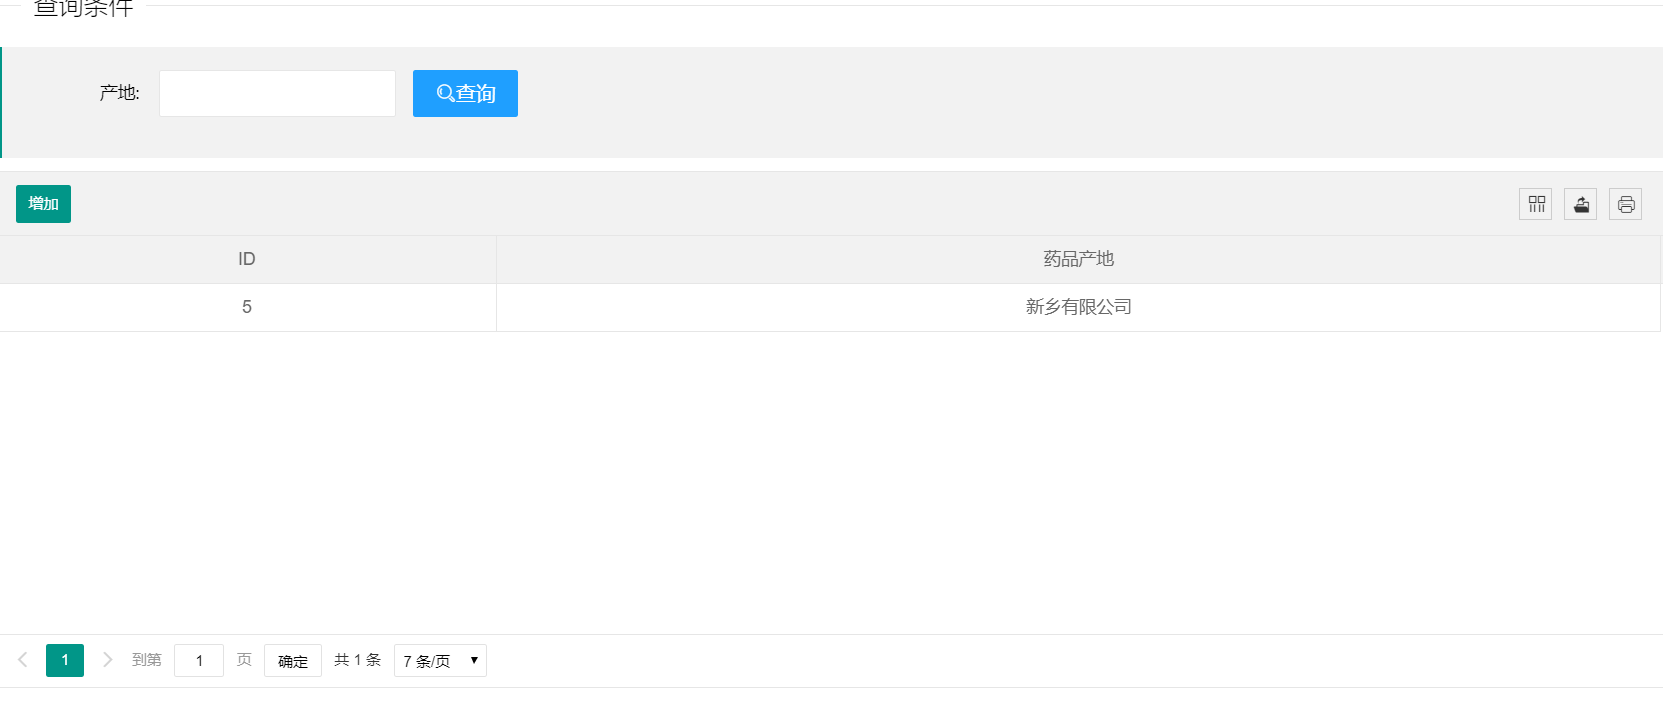 查询条件
产地:
查询
增加
ID 药品产地
5 新乡有限公司
1 到第 1 页 确定 共 1 条 7 条/页